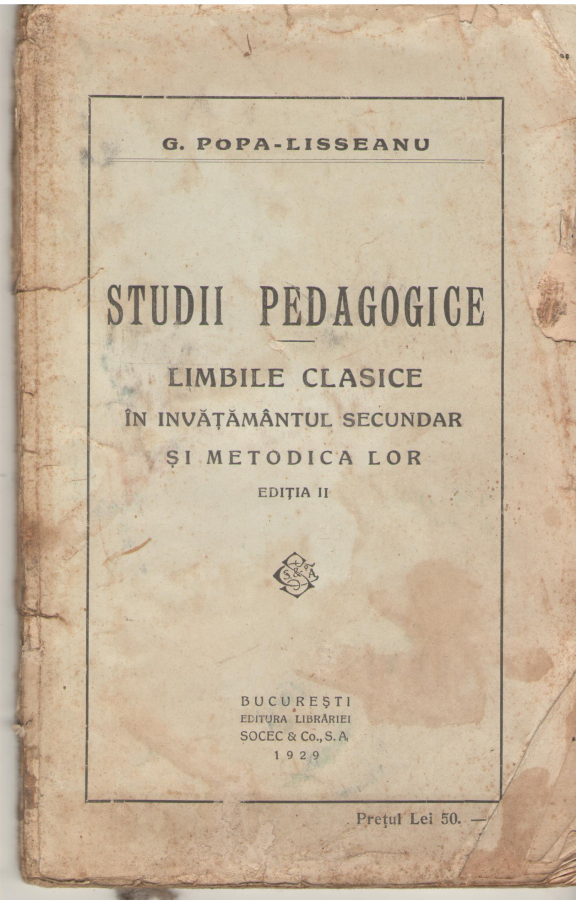 G. POPA-LISSEANU
STUDII PEDAGOGICE
LIMBILE CLASICE
ÎN INVĂȚĂMÂNTUL SECUNDAR
ȘI METODICA LOR
EDIȚIA II
BUCUREȘTI
EDITURA LIBRĂRIEI
SOCEC & Co., S. A.
1929
Prețul Lei 50. —